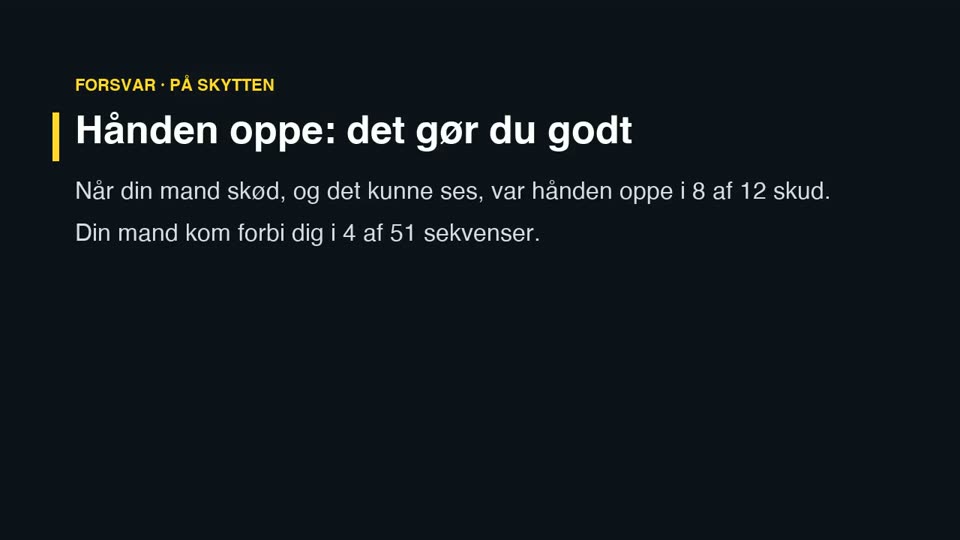 FORSVAR · PÅ SKYTTEN
Hånden oppe: det gør du godt
Når din mand skød, og det kunne ses, var hånden oppe i 8 af 12 skud.
Din mand kom forbi dig i 4 af 51 sekvenser.